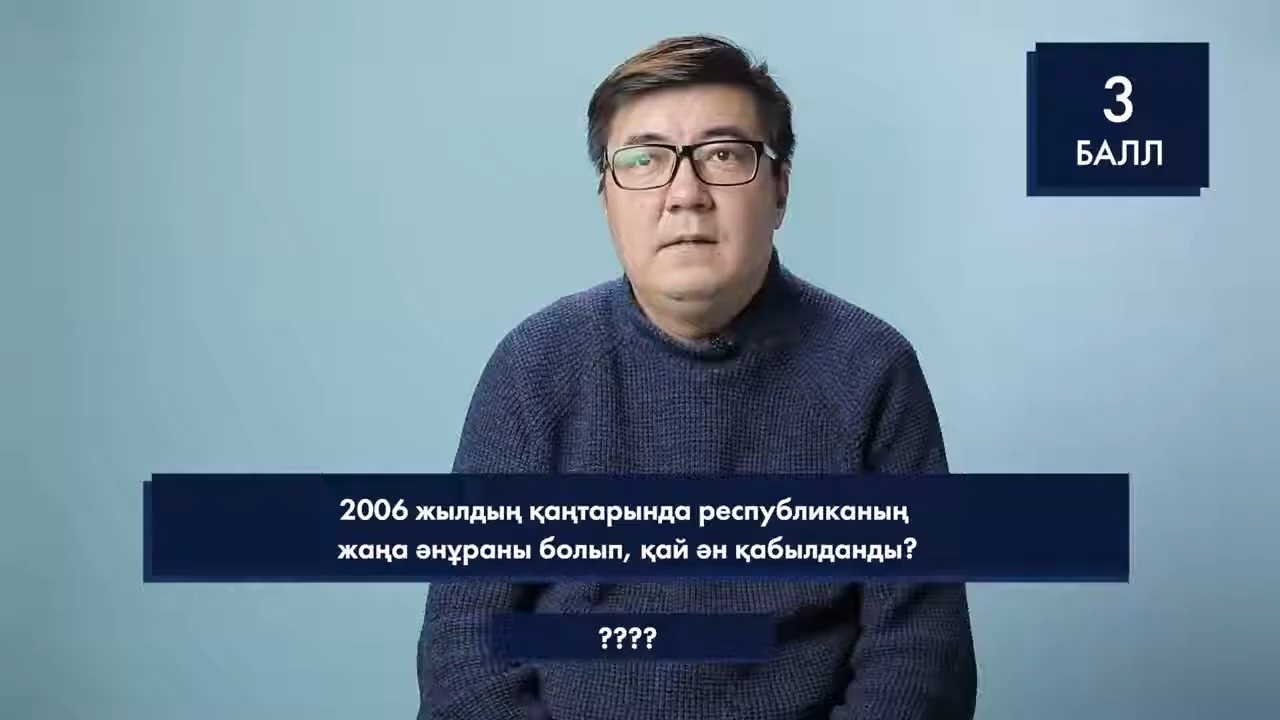 3
БАЛЛ
2006 жылдың қаңтарында республиканың
жаңа әнұраны болып, қай ән қабылданды?
????